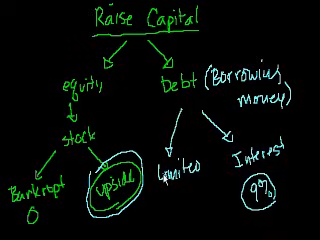 Raise Capital
equity
Debt (Borrowing
money)
stock
Limited
Interest
Bankrupt
0
upside
9%